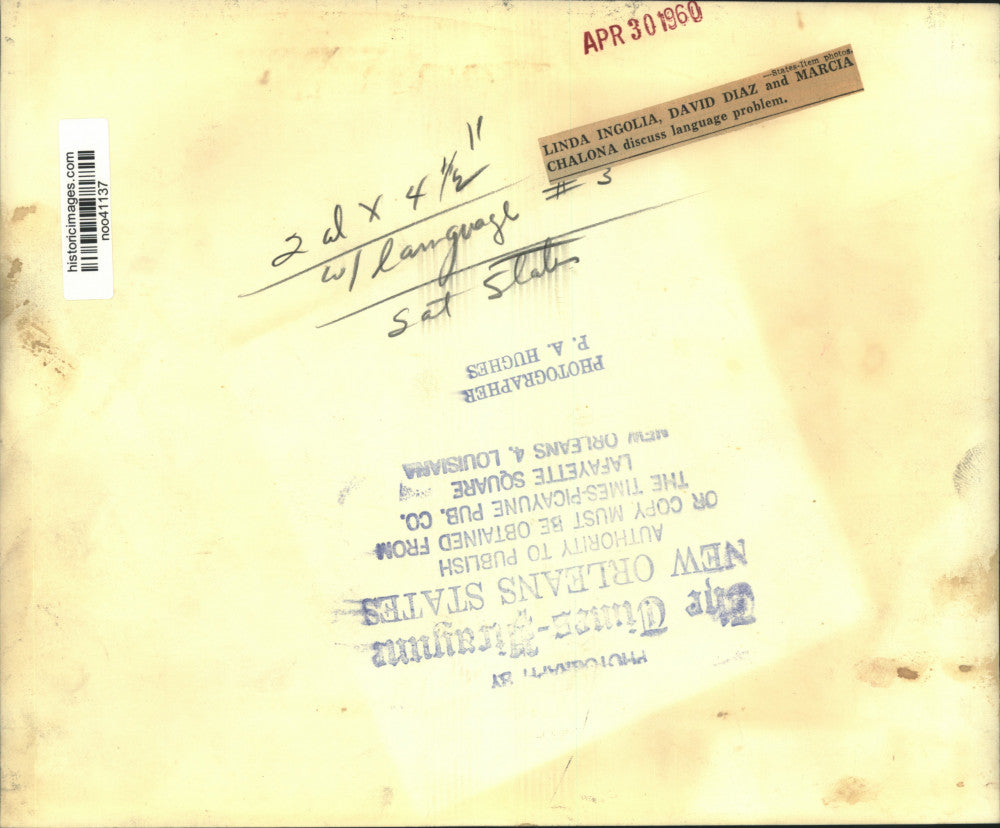 APR 30 1960
—States-Item photos.
LINDA INGOLIA, DAVID DIAZ and MARCIA
CHALONA discuss language problem.
historicimages.com
noo41137
2 al X 4 1/2"
w/ language # 3
Sat States
PHOTOGRAPH BY
The Times-Picayune
NEW ORLEANS STATES
AUTHORITY TO PUBLISH
OR COPY MUST BE OBTAINED FROM
THE TIMES-PICAYUNE PUB. CO.
LAFAYETTE SQUARE
NEW ORLEANS 4, LOUISIANA
PHOTOGRAPHER
P. A. HUGHES